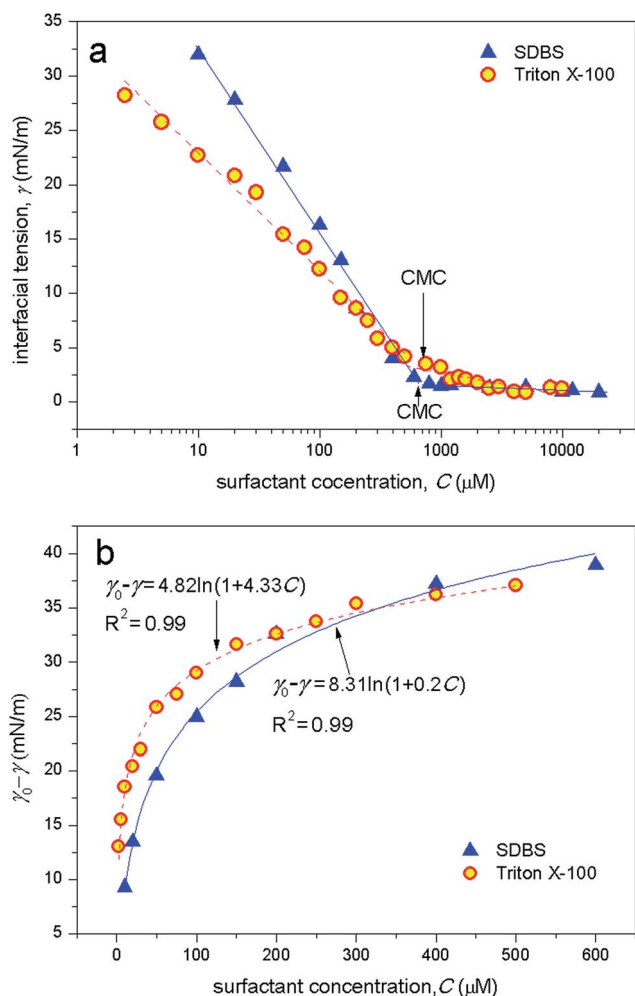 a
SDBS
Triton X-100
35
30
25
20
15
10
5
0
interfacial tension, γ (mN/m)
CMC
CMC
1
10
100
1000
10000
surfactant cocentration, C (μM)
b
γ₀-γ=4.82ln(1+4.33C)
R²=0.99
γ₀-γ=8.31ln(1+0.2C)
R²=0.99
SDBS
Triton X-100
40
35
30
25
20
15
10
5
γ₀-γ (mN/m)
0
100
200
300
400
500
600
surfactant concentration, C (μM)